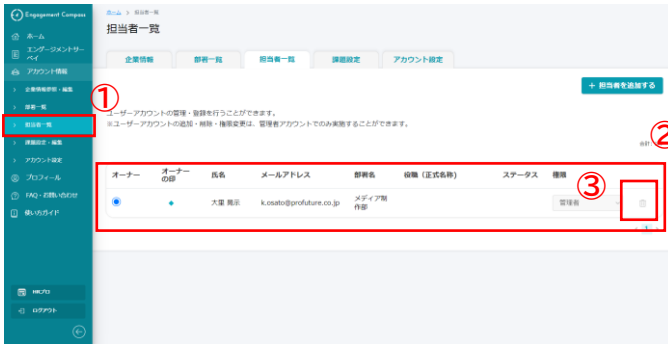 Engagement Compass
ホーム
エンゲージメントサーベイ
アカウント情報
企業情報参照・編集
部署一覧
担当者一覧
課題設定・編集
アカウント設定
プロフィール
FAQ・お問い合わせ
使い方ガイド
HRプロ
ログアウト
ホーム > 担当者一覧
担当者一覧
企業情報
部署一覧
担当者一覧
課題設定
アカウント設定
+ 担当者を追加する
①
ユーザーアカウントの管理・登録を行うことができます。
※ユーザーアカウントの追加・削除・権限変更は、管理者アカウントでのみ実施することができます。
②
合計
オーナー オーナーの印 氏名 メールアドレス 部署名 役職（正式名称） ステータス 権限
③
k.osato@profuture.co.jp メディア制作部 管理者
1